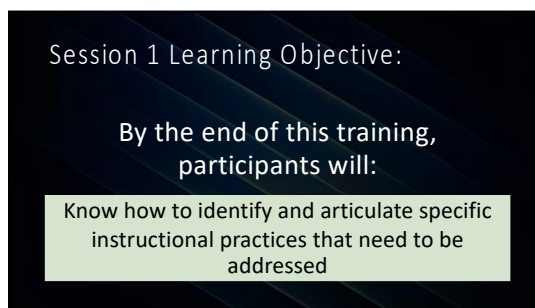 Session 1 Learning Objective:
By the end of this training,
participants will:
Know how to identify and articulate specific
instructional practices that need to be
addressed